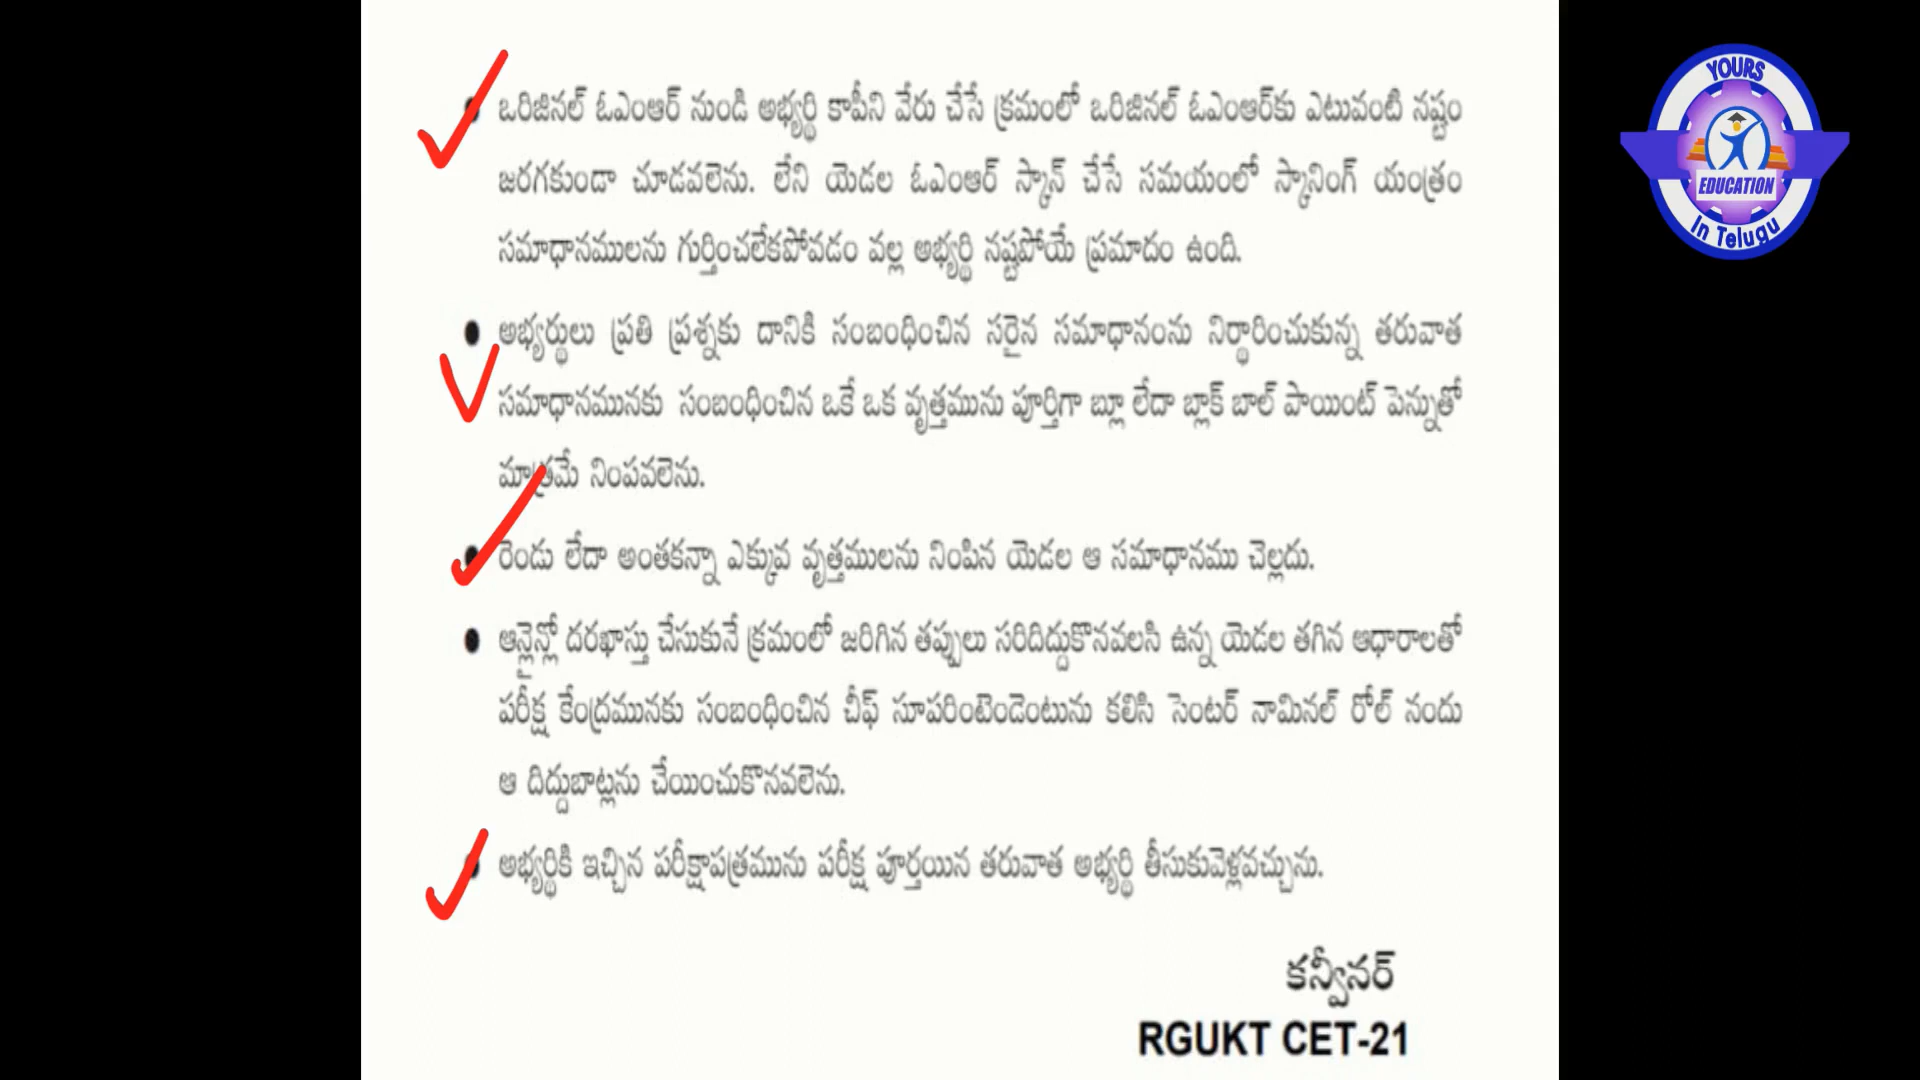 ఒరిజినల్ ఓఎంఆర్ నుండి అభ్యర్థి కాపీని వేరు చేసే క్రమంలో ఒరిజినల్ ఓఎంఆర్‌కు ఎటువంటి నష్టం
జరగకుండా చూడవలెను. లేని యెడల ఓఎంఆర్ స్కాన్ చేసే సమయంలో స్కానింగ్ యంత్రం
సమాధానములను గుర్తించలేకపోవడం వల్ల అభ్యర్థి నష్టపోయే ప్రమాదం ఉంది.
అభ్యర్థులు ప్రతి ప్రశ్నకు దానికి సంబంధించిన సరైన సమాధానంను నిర్ధారించుకున్న తరువాత
సమాధానమునకు సంబంధించిన ఒకే ఒక వృత్తమును పూర్తిగా బ్లూ లేదా బ్లాక్ బాల్ పాయింట్ పెన్నుతో
మాత్రమే నింపవలెను.
రెండు లేదా అంతకన్నా ఎక్కువ వృత్తములను నింపిన యెడల ఆ సమాధానము చెల్లదు.
ఆన్లైన్లో దరఖాస్తు చేసుకునే క్రమంలో జరిగిన తప్పులు సరిదిద్దుకొనవలసి ఉన్న యెడల తగిన ఆధారాలతో
పరీక్ష కేంద్రమునకు సంబంధించిన చీఫ్ సూపరింటెండెంటును కలిసి సెంటర్ నామినల్ రోల్ నందు
ఆ దిద్దుబాట్లను చేయించుకొనవలెను.
అభ్యర్థికి ఇచ్చిన పరీక్షాపత్రమును పరీక్ష పూర్తయిన తరువాత అభ్యర్థి తీసుకువెళ్లవచ్చును.
కన్వీనర్
RGUKT CET-21
YOURS
EDUCATION
In Telugu